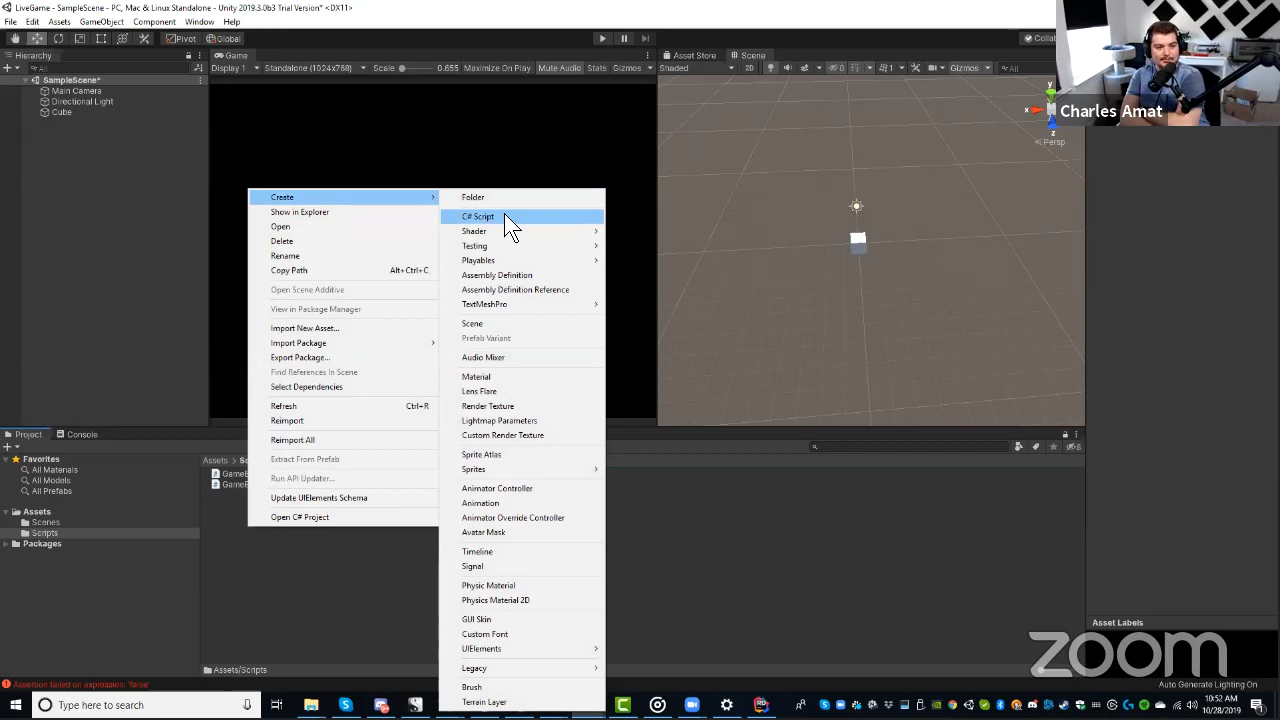 LiveGame - SampleScene - PC, Mac & Linux Standalone - Unity 2019.3.0b3 Trial Version* <DX11>
File Edit Assets GameObject Component Window Help
Pivot Global Collab
Hierarchy
All
SampleScene*
Main Camera
Directional Light
Cube
Game
Display 1 Standalone (1024x768) Scale 0.655 Maximize On Play Mute Audio Stats Gizmos
Asset Store Scene
Shaded 2D 0 1 Gizmos All
y
x
z
< Persp
Charles Amat
Create
Show in Explorer
Open
Delete
Rename
Copy Path Alt+Ctrl+C
Open Scene Additive
View in Package Manager
Import New Asset...
Import Package
Export Package...
Find References In Scene
Select Dependencies
Refresh Ctrl+R
Reimport
Reimport All
Extract From Prefab
Run API Updater...
Update UIElements Schema
Open C# Project
Folder
C# Script
Shader
Testing
Playables
Assembly Definition
Assembly Definition Reference
TextMeshPro
Scene
Prefab Variant
Audio Mixer
Material
Lens Flare
Render Texture
Lightmap Parameters
Custom Render Texture
Sprite Atlas
Sprites
Animator Controller
Animation
Animator Override Controller
Avatar Mask
Timeline
Signal
Physic Material
Physics Material 2D
GUI Skin
Custom Font
UIElements
Legacy
Brush
Terrain Layer
Project Console
Favorites
All Materials
All Models
All Prefabs
Assets
Scenes
Scripts
Packages
Assets >
8
Assets/Scripts
Asset Labels
zoom
Assertion failed on expression: 'false'
Auto Generate Lighting On
Type here to search
10:52 AM
10/28/2019